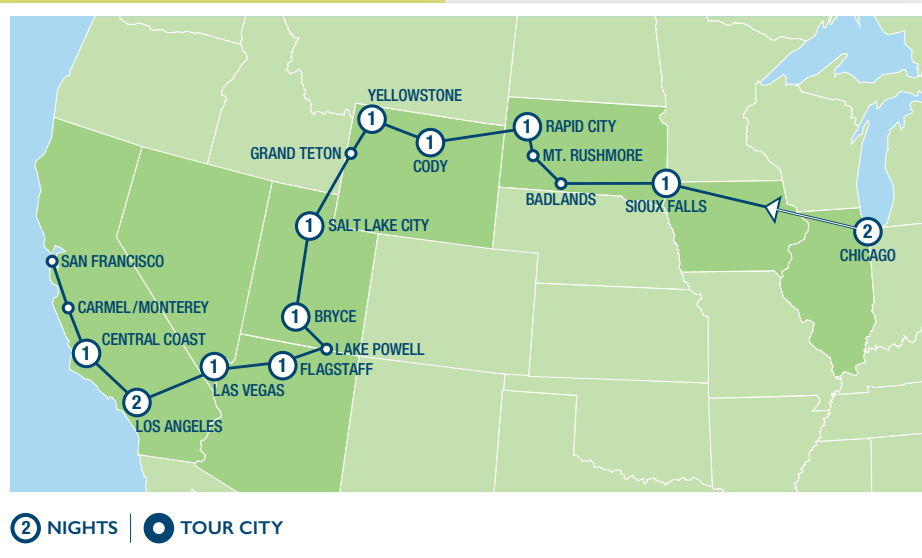 YELLOWSTONE
1
1
RAPID CITY
1
CODY
GRAND TETON
MT. RUSHMORE
BADLANDS
1
SIOUX FALLS
1
SALT LAKE CITY
2
CHICAGO
SAN FRANCISCO
CARMEL/MONTEREY
1
BRYCE
CENTRAL COAST
1
LAKE POWELL
1
FLAGSTAFF
1
LAS VEGAS
2
LOS ANGELES
2 NIGHTS
TOUR CITY